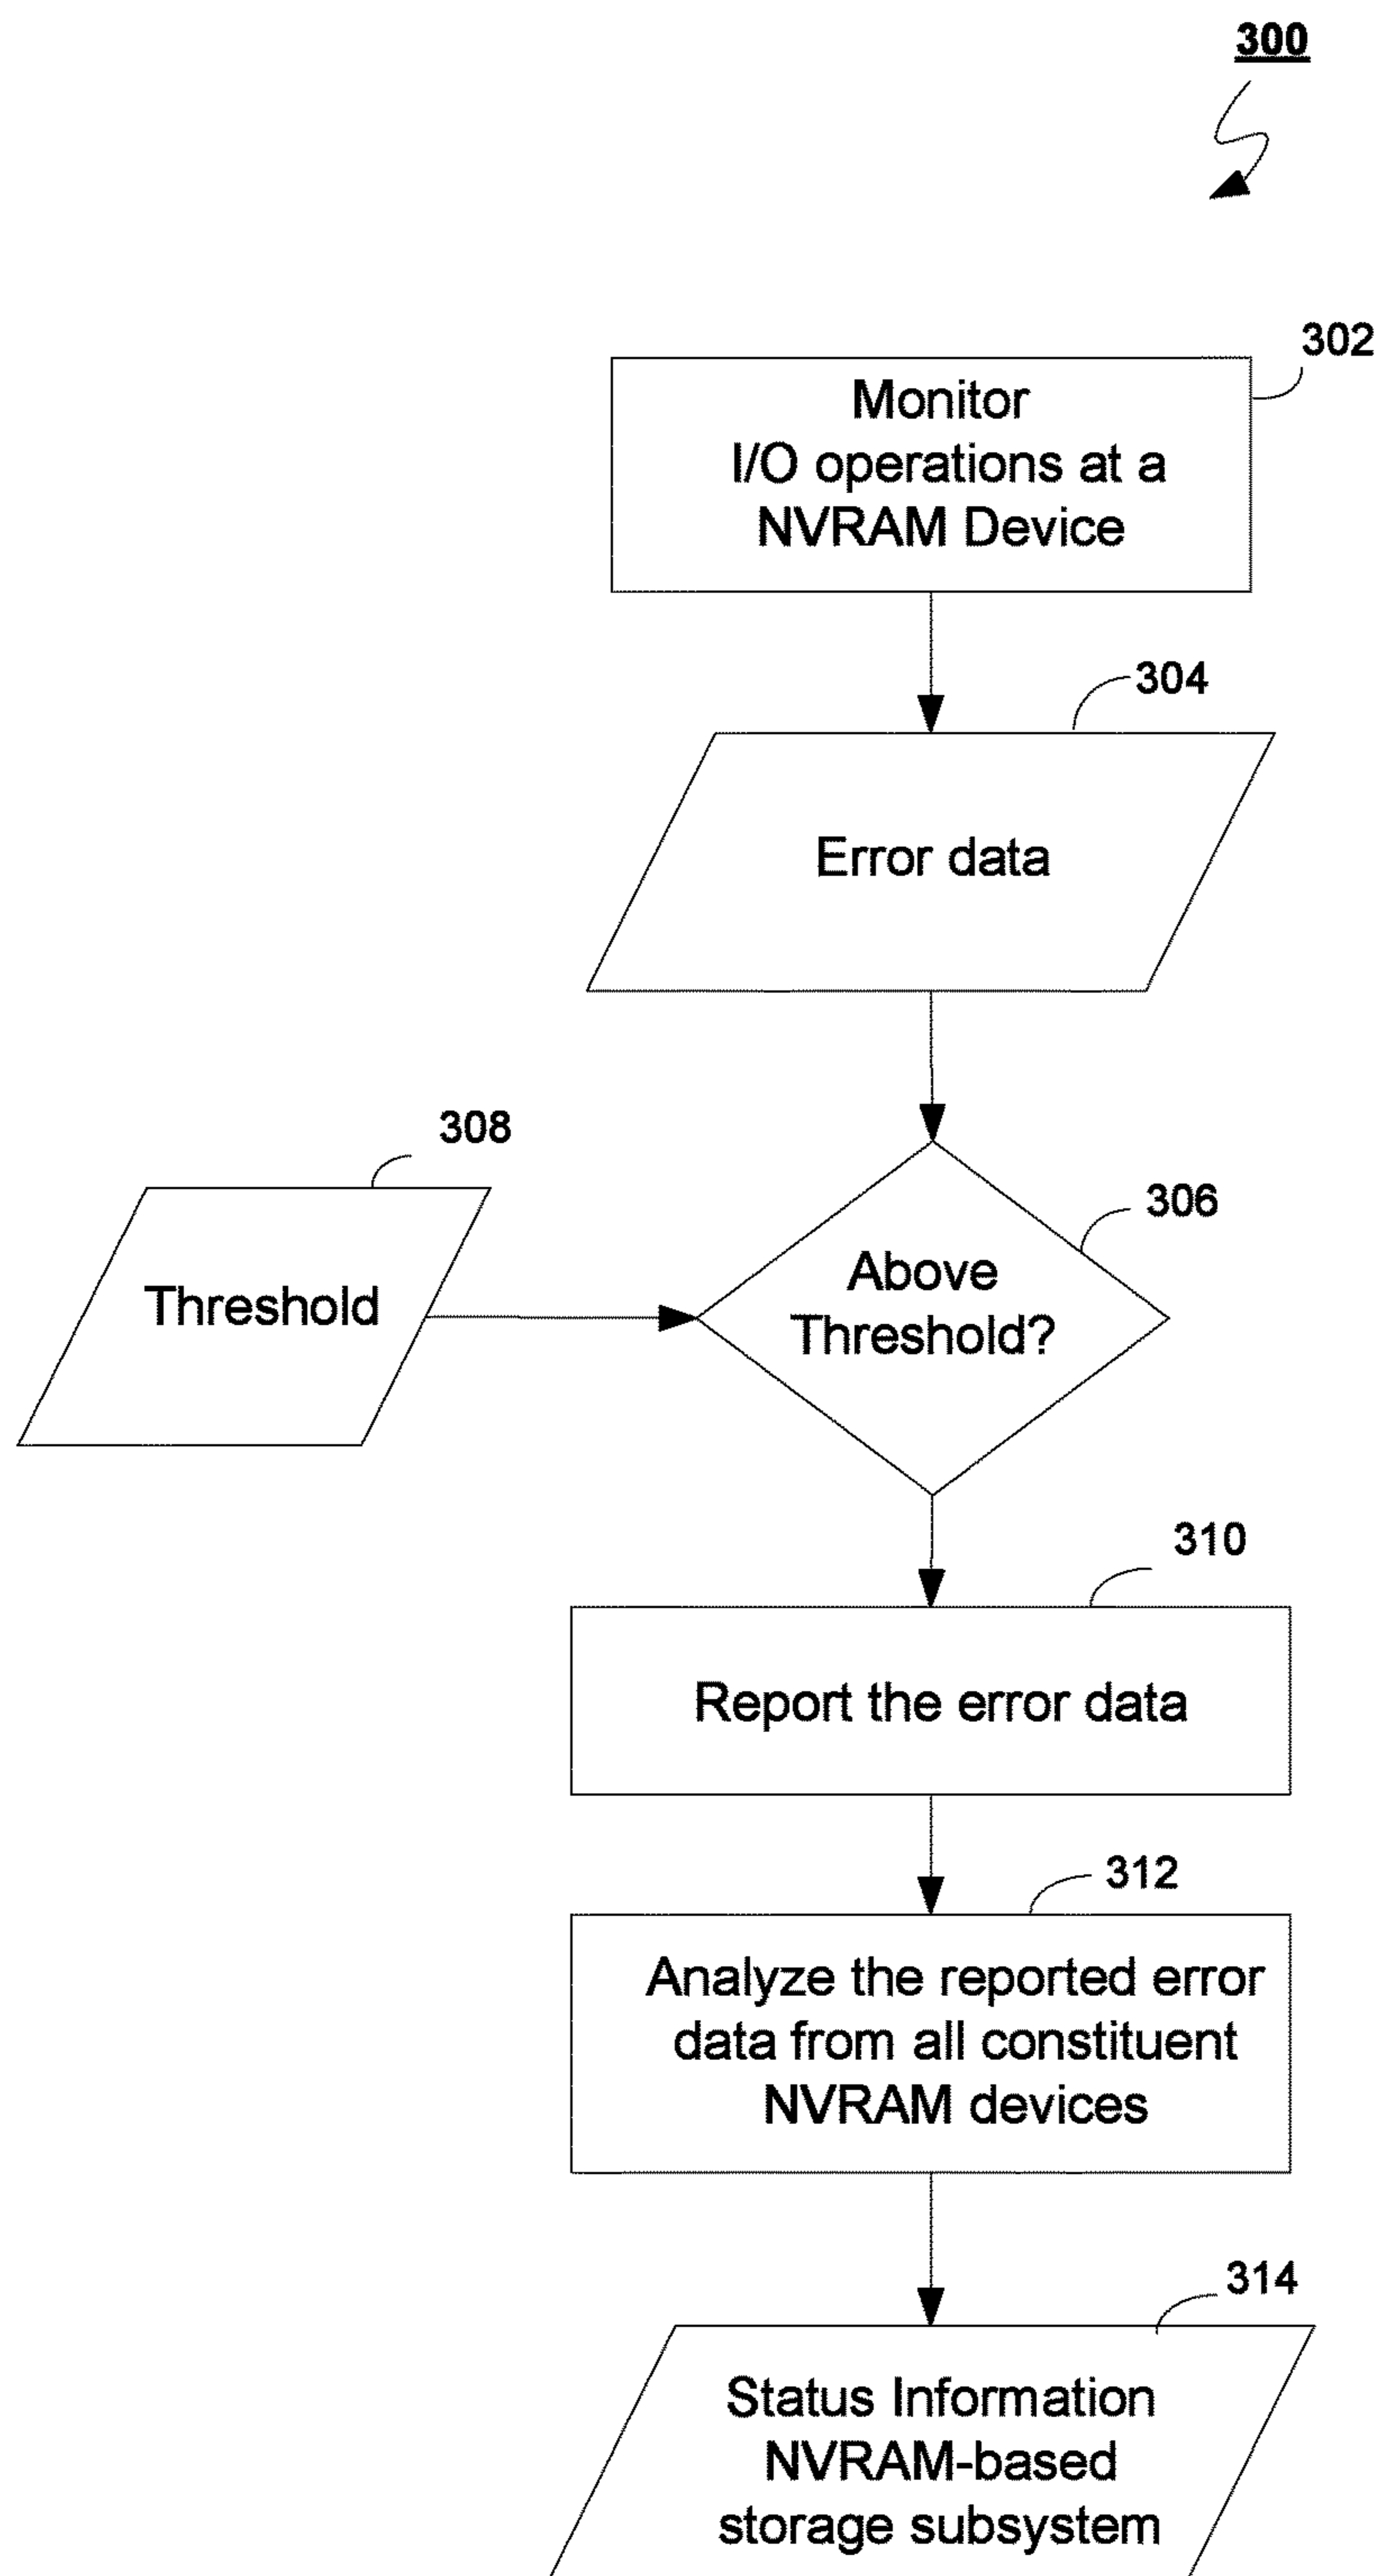 300
302
Monitor
I/O operations at a
NVRAM Device
304
Error data
308
306
Threshold
Above
Threshold?
310
Report the error data
312
Analyze the reported error
data from all constituent
NVRAM devices
314
Status Information
NVRAM-based
storage subsystem